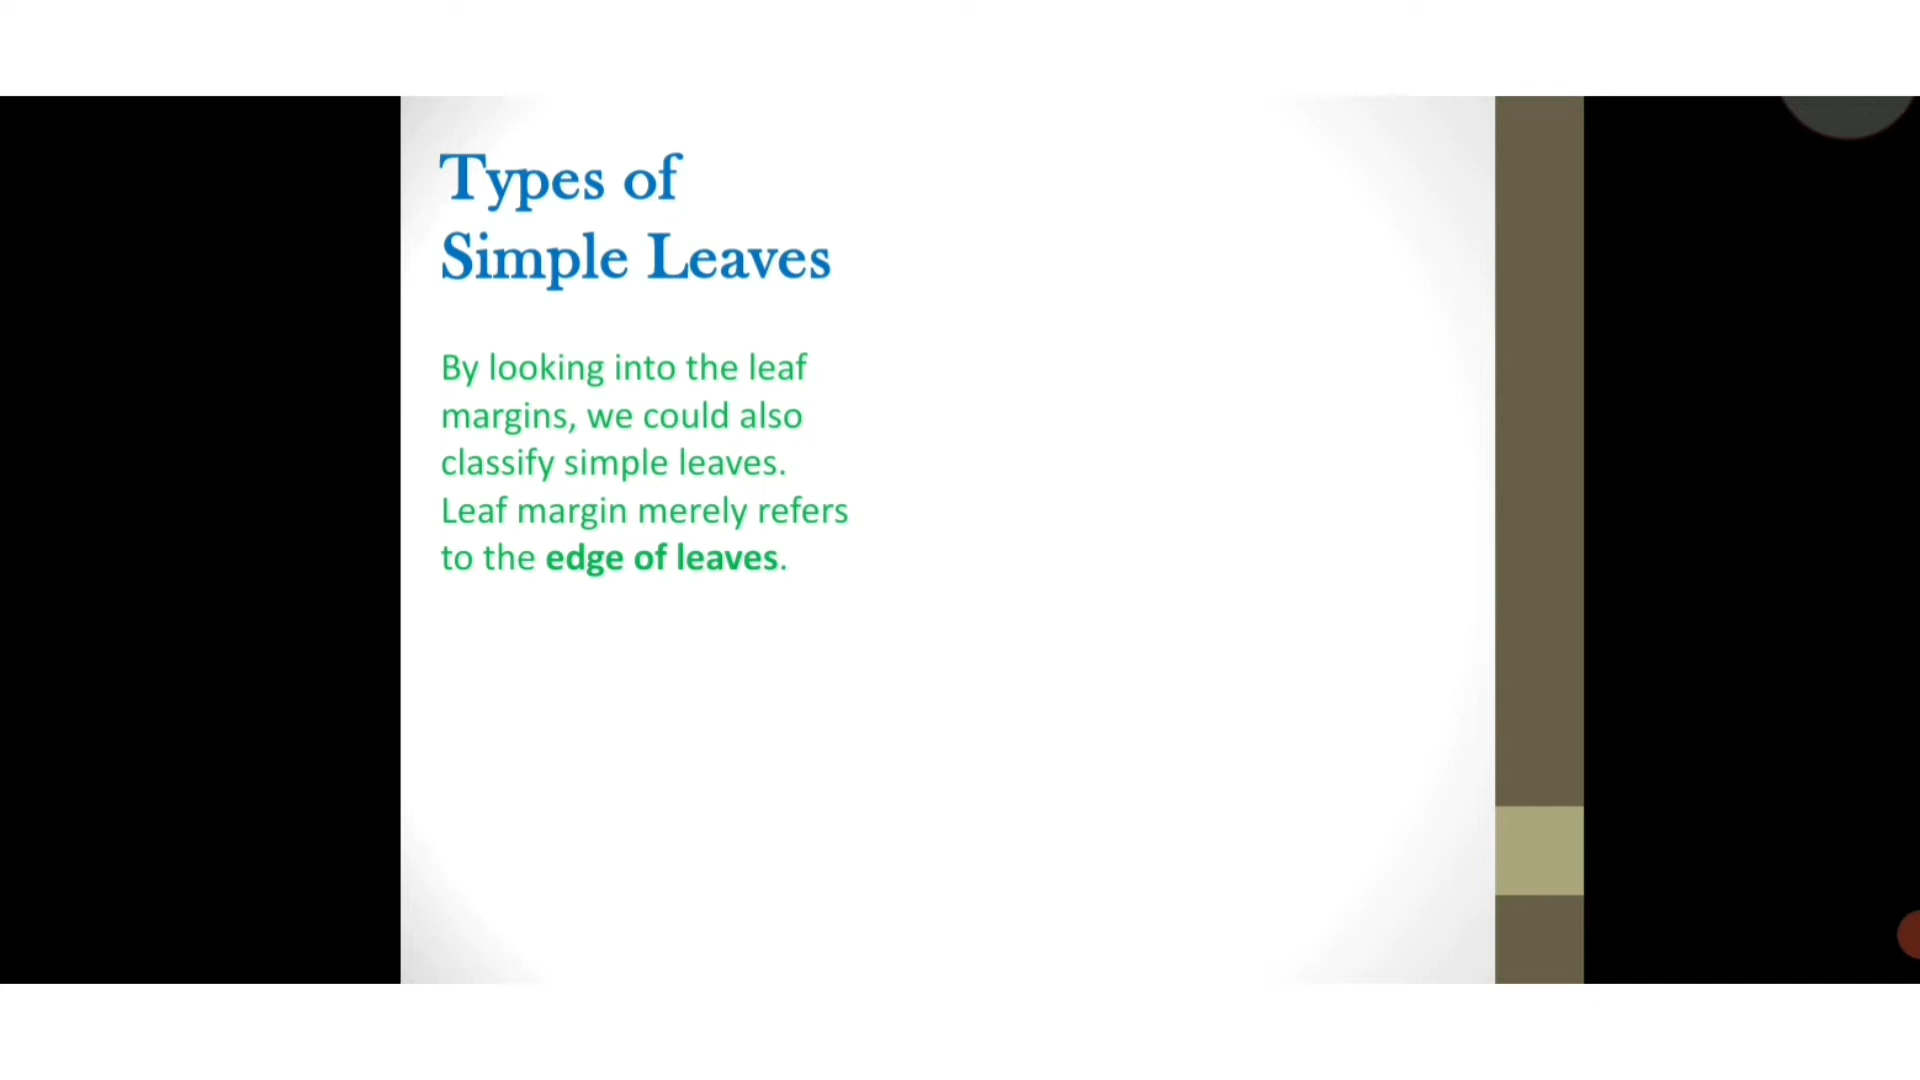 Types of
Simple Leaves
By looking into the leaf
margins, we could also
classify simple leaves.
Leaf margin merely refers
to the edge of leaves.